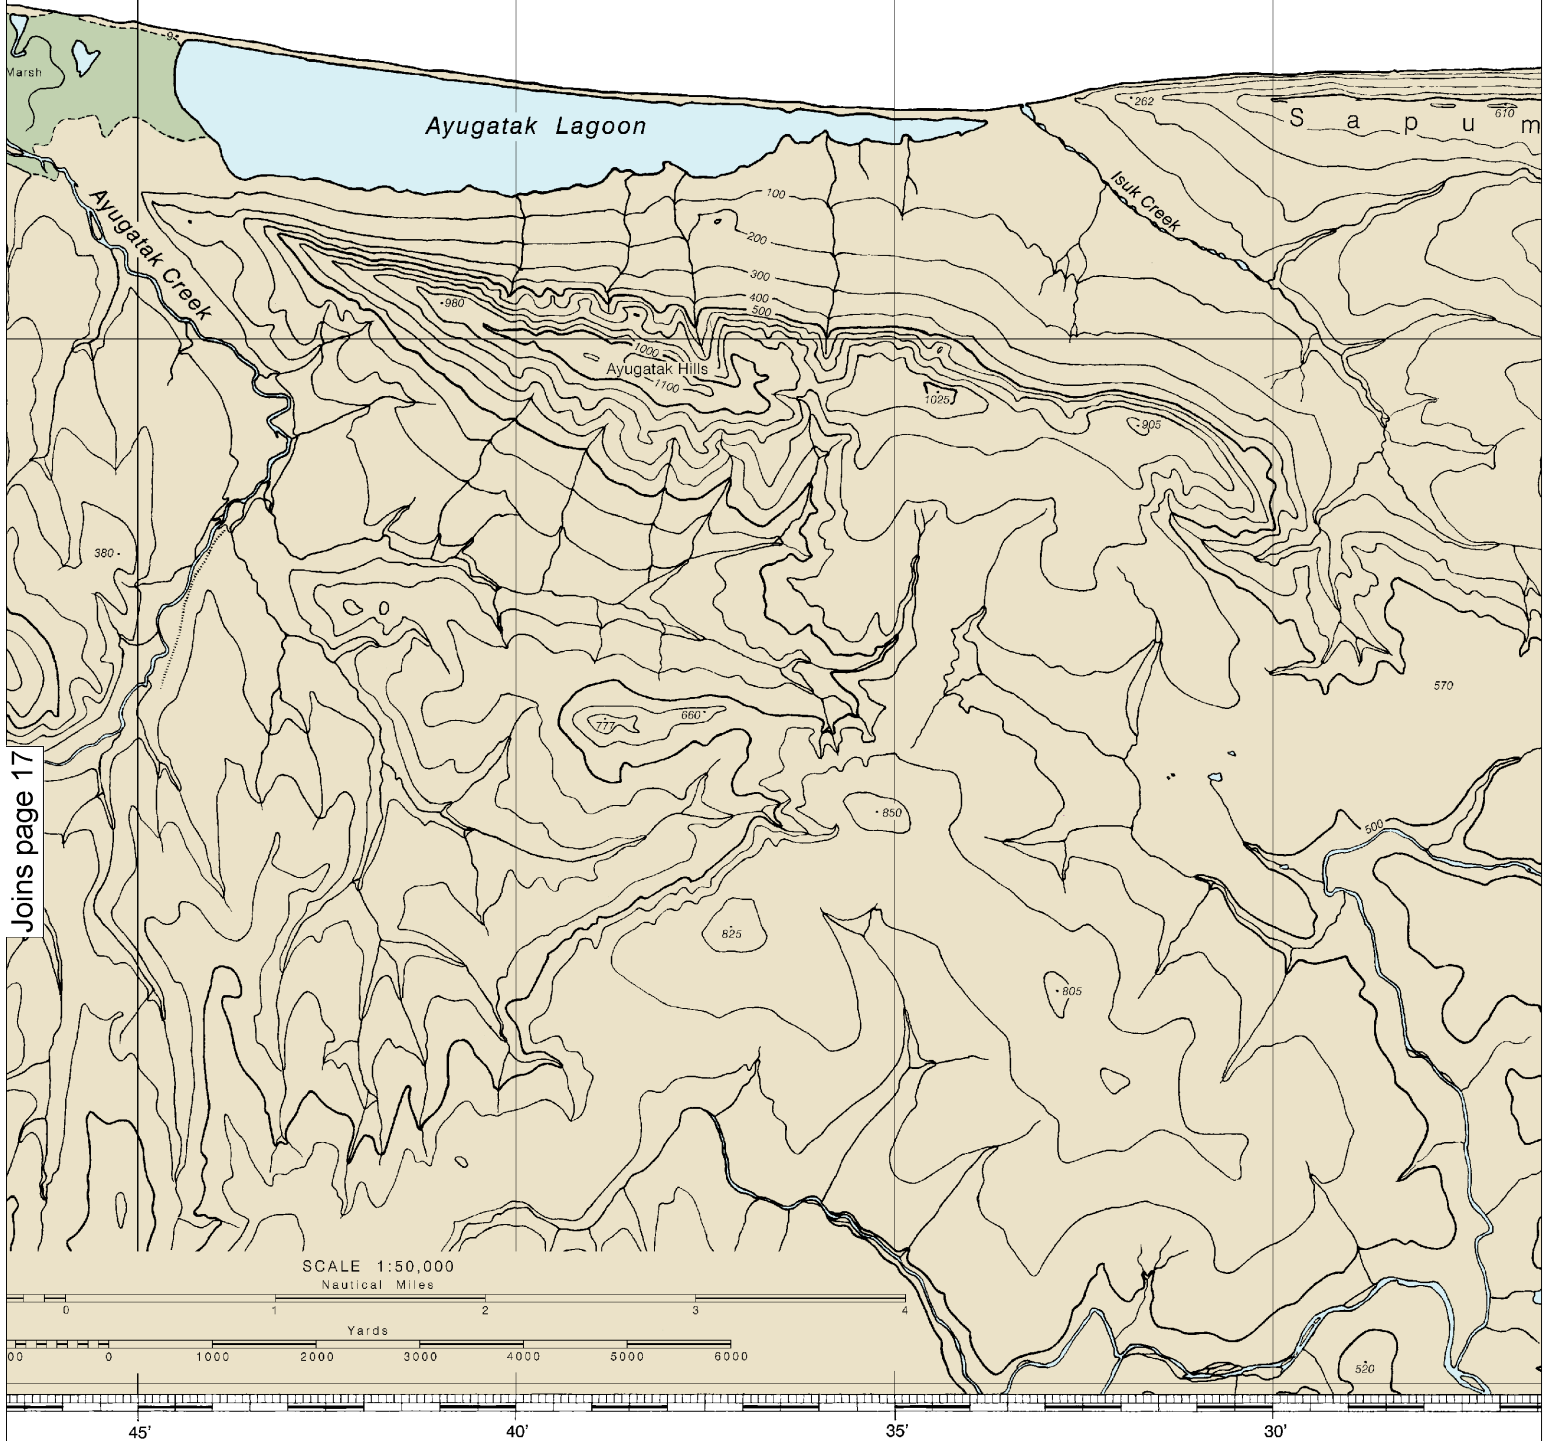 9
Marsh
262
610
S a p u m
Ayugatak Lagoon
Isuk Creek
Ayugatak Creek
100
200
300
400
500
980
1000
Ayugatak Hills
1100
1025
905
380
570
660
777
850
500
Joins page 17
825
805
SCALE 1:50,000
Nautical Miles
0 1 2 3 4
Yards
00 0 1000 2000 3000 4000 5000 6000
520
45' 40' 35' 30'